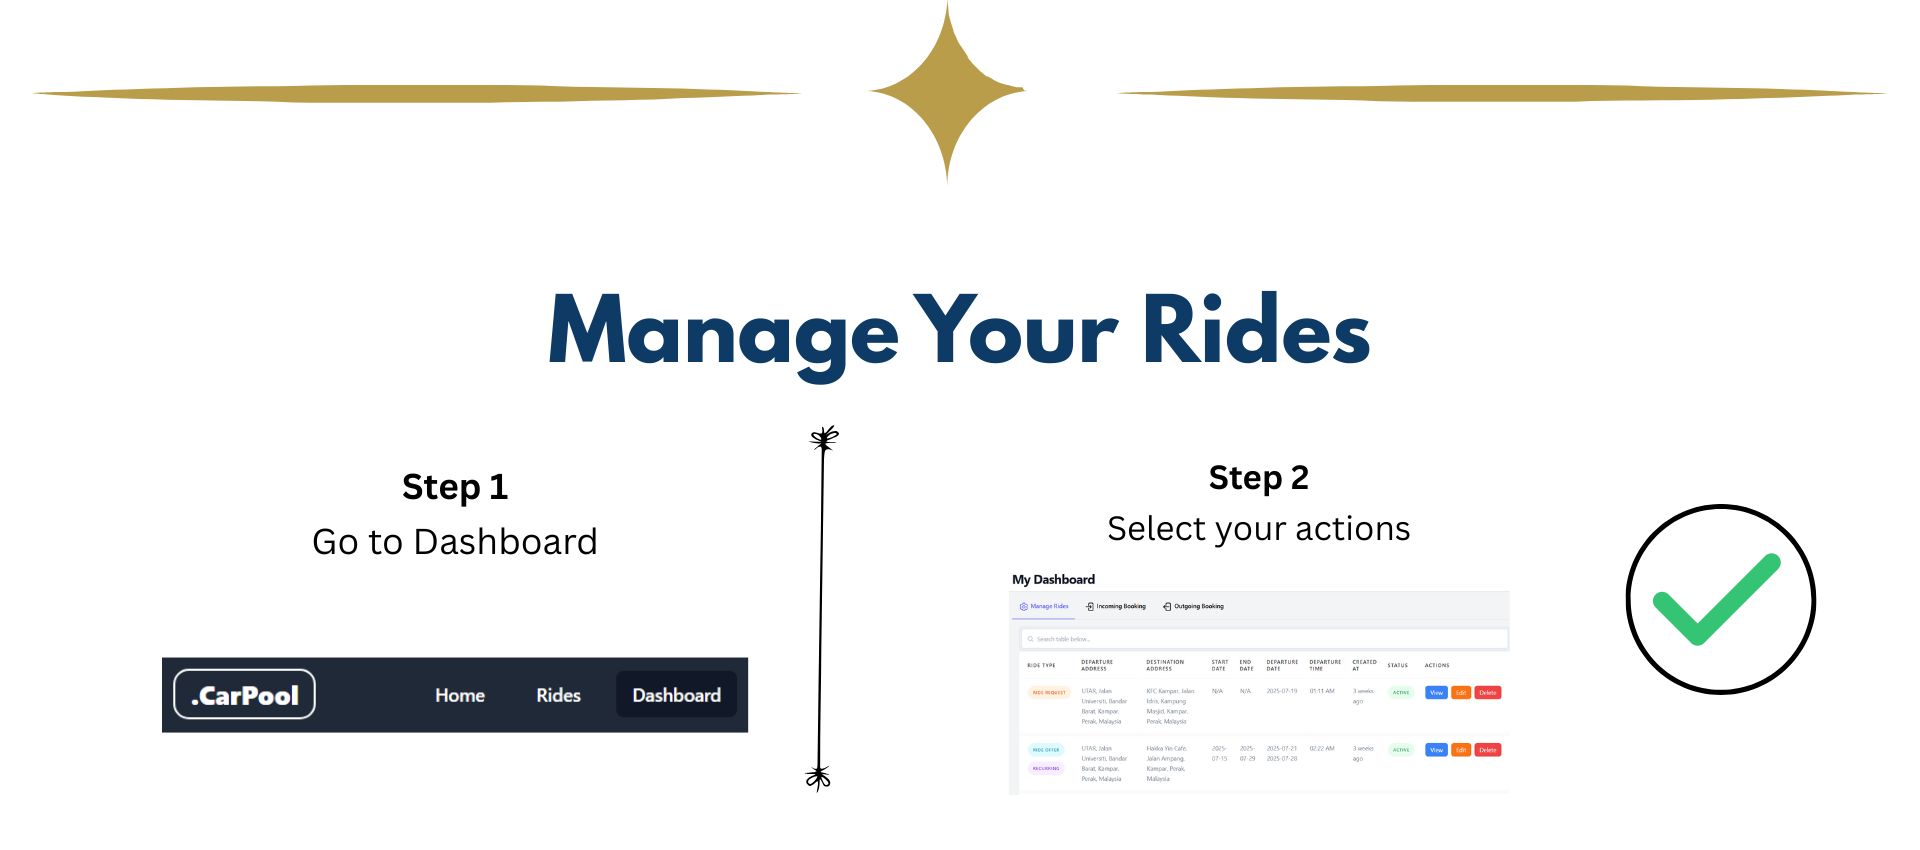 Manage Your Rides
Step 1
Go to Dashboard
.CarPool Home Rides Dashboard
Step 2
Select your actions
My Dashboard
Manage Rides Incoming Booking Outgoing Booking
Search table below...
RIDE TYPE DEPARTURE ADDRESS DESTINATION ADDRESS START DATE END DATE DEPARTURE DATE DEPARTURE TIME CREATED AT STATUS ACTIONS
RIDE REQUEST UTAR, Jalan KFC Kampar, Jalan N/A N/A 2025-07-19 01:11 AM 3 weeks ACTIVE View Edit Delete
Universiti, Bandar Idris, Kampung ago
Barat, Kampar, Masjid, Kampar,
Perak, Malaysia Perak, Malaysia
RIDE OFFER UTAR, Jalan Hakka Yin Cafe, 2025- 2025- 2025-07-21 02:22 AM 3 weeks ACTIVE View Edit Delete
Universiti, Bandar Jalan Ampang, 07-15 07-29 2025-07-28 ago
RECURRING Barat, Kampar, Kampar, Perak,
Perak, Malaysia Malaysia